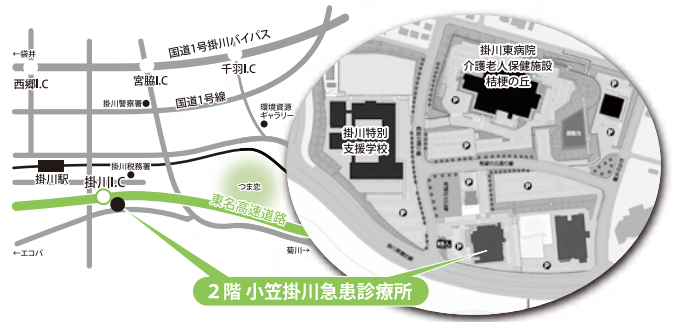 ←袋井
国道1号掛川バイパス
西郷I.C
宮脇I.C
千羽I.C
掛川警察署
国道1号線
環境資源
ギャラリー
掛川駅
掛川税務署
掛川I.C
つま恋
東名高速道路
←エコパ
菊川→
掛川東病院
介護老人保健施設
桔梗の丘
掛川特別
支援学校
P
P
P
P
P
P
P
P
2階 小笠掛川急患診療所